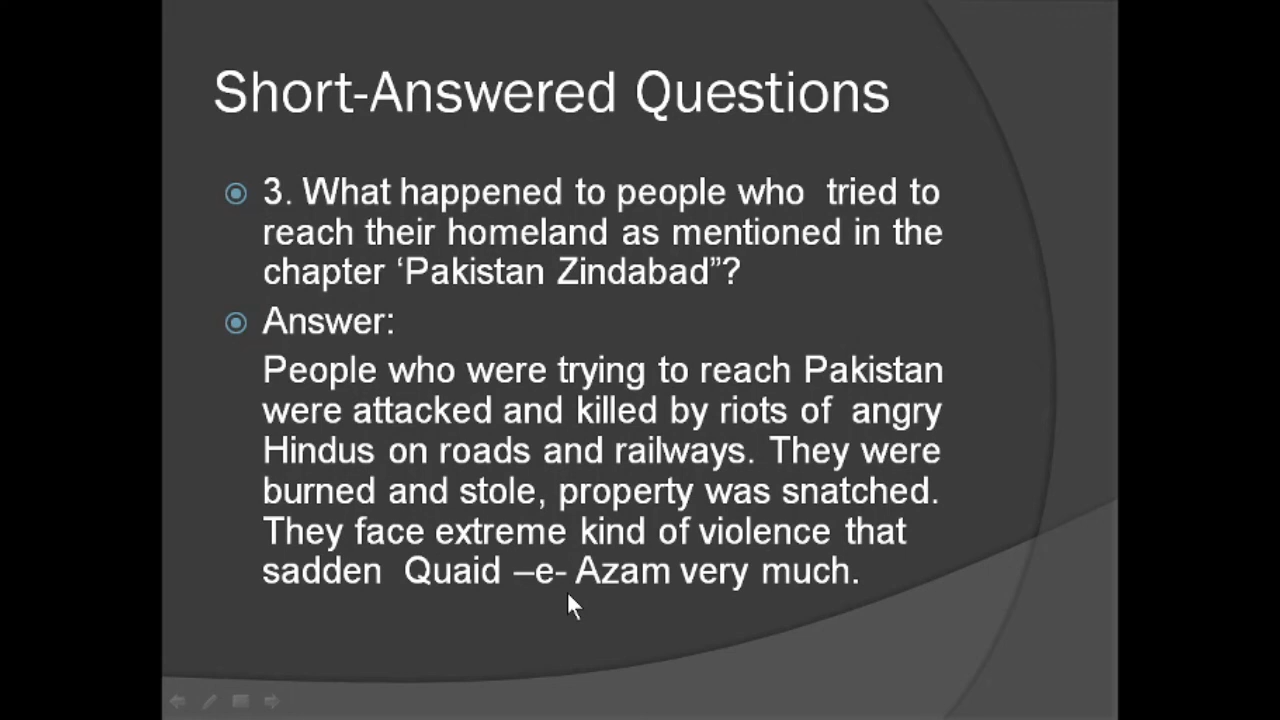 Short-Answered Questions
3. What happened to people who tried to
reach their homeland as mentioned in the
chapter ‘Pakistan Zindabad”?
Answer:
People who were trying to reach Pakistan
were attacked and killed by riots of angry
Hindus on roads and railways. They were
burned and stole, property was snatched.
They face extreme kind of violence that
sadden Quaid –e- Azam very much.